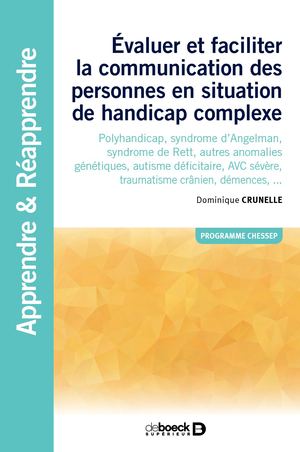 Apprendre & Réapprendre
Évaluer et faciliter
la communication des
personnes en situation
de handicap complexe
Polyhandicap, syndrome d'Angelman,
syndrome de Rett, autres anomalies
génétiques, autisme déficitaire, AVC sévère,
traumatisme crânien, démences, ...
Dominique CRUNELLE
PROGRAMME CHESSEP
deboeck B
SUPÉRIEUR